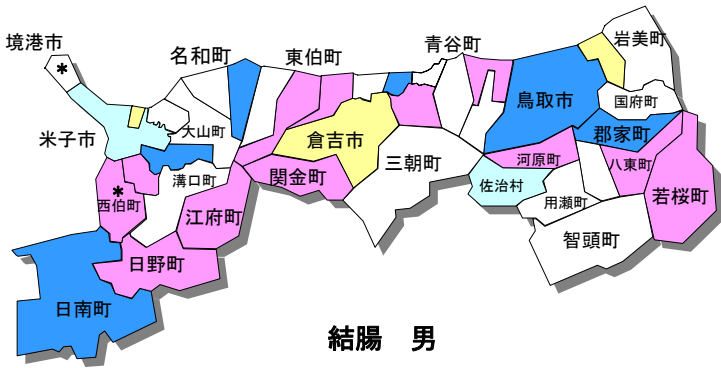 境港市
*
名和町
東伯町
青谷町
岩美町
米子市
大山町
倉吉市
鳥取市
国府町
郡家町
三朝町
河原町
八東町
溝口町
関金町
佐治村
用瀬町
若桜町
*
西伯町
江府町
智頭町
日野町
日南町
結腸 男